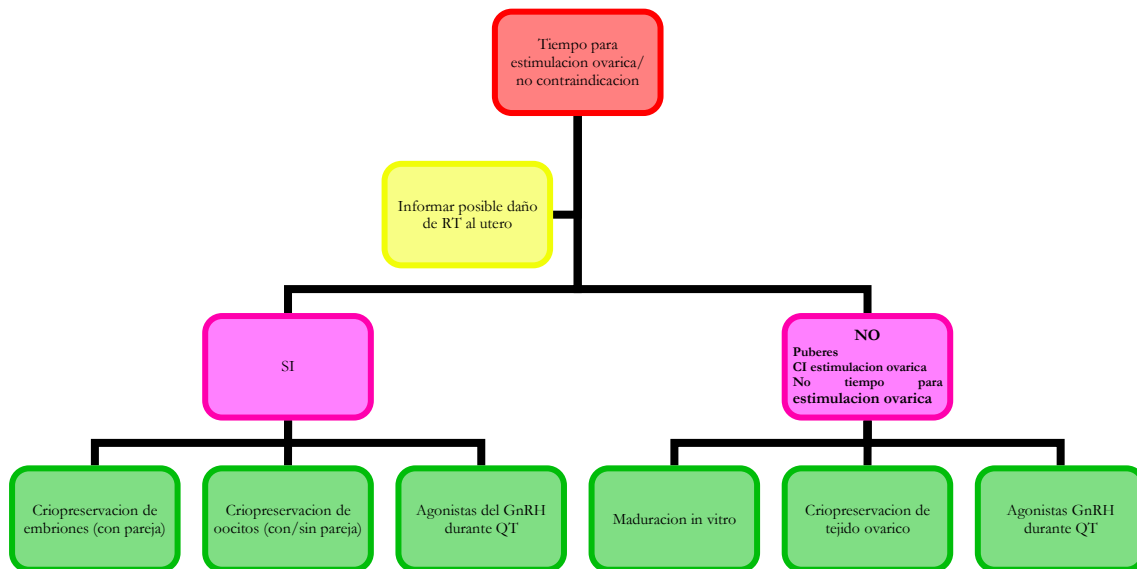 Tiempo para
estimulacion ovarica/
no contraindicacion
Informar posible daño
de RT al utero
SI
NO
Puberes
CI estimulacion ovarica
No tiempo para
estimulacion ovarica
Criopreservacion de
embriones (con pareja)
Criopreservacion de
oocitos (con/sin pareja)
Agonistas del GnRH
durante QT
Maduracion in vitro
Criopreservacion de
tejido ovarico
Agonistas GnRH
durante QT